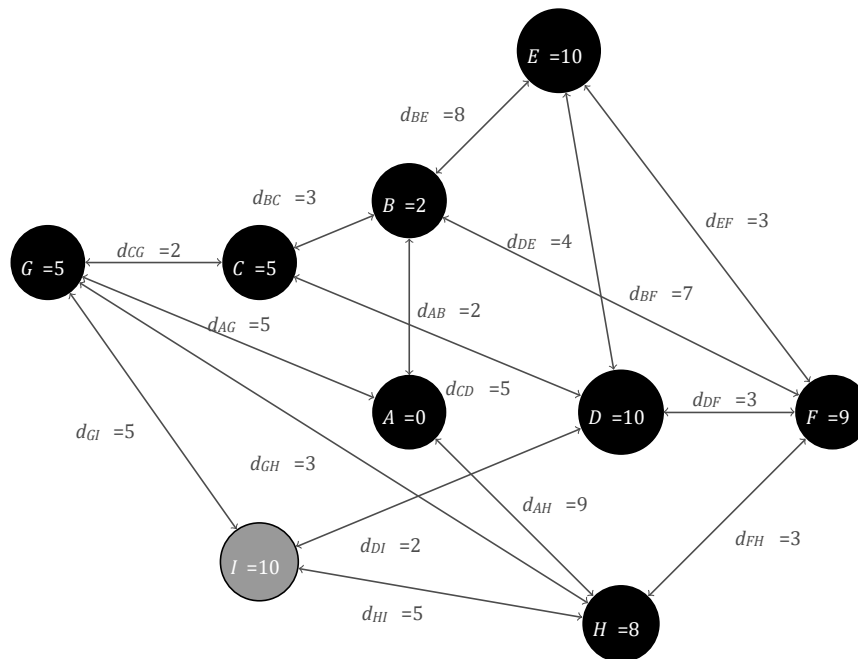 E =10
d_BE =8
d_BC =3
B =2
d_EF =3
d_CG =2
d_DE =4
G =5
C =5
d_BF =7
d_AG =5
d_AB =2
d_CD =5
d_DF =3
A =0
D =10
F =9
d_GI =5
d_GH =3
d_AH =9
d_FH =3
d_DI =2
I =10
d_HI =5
H =8